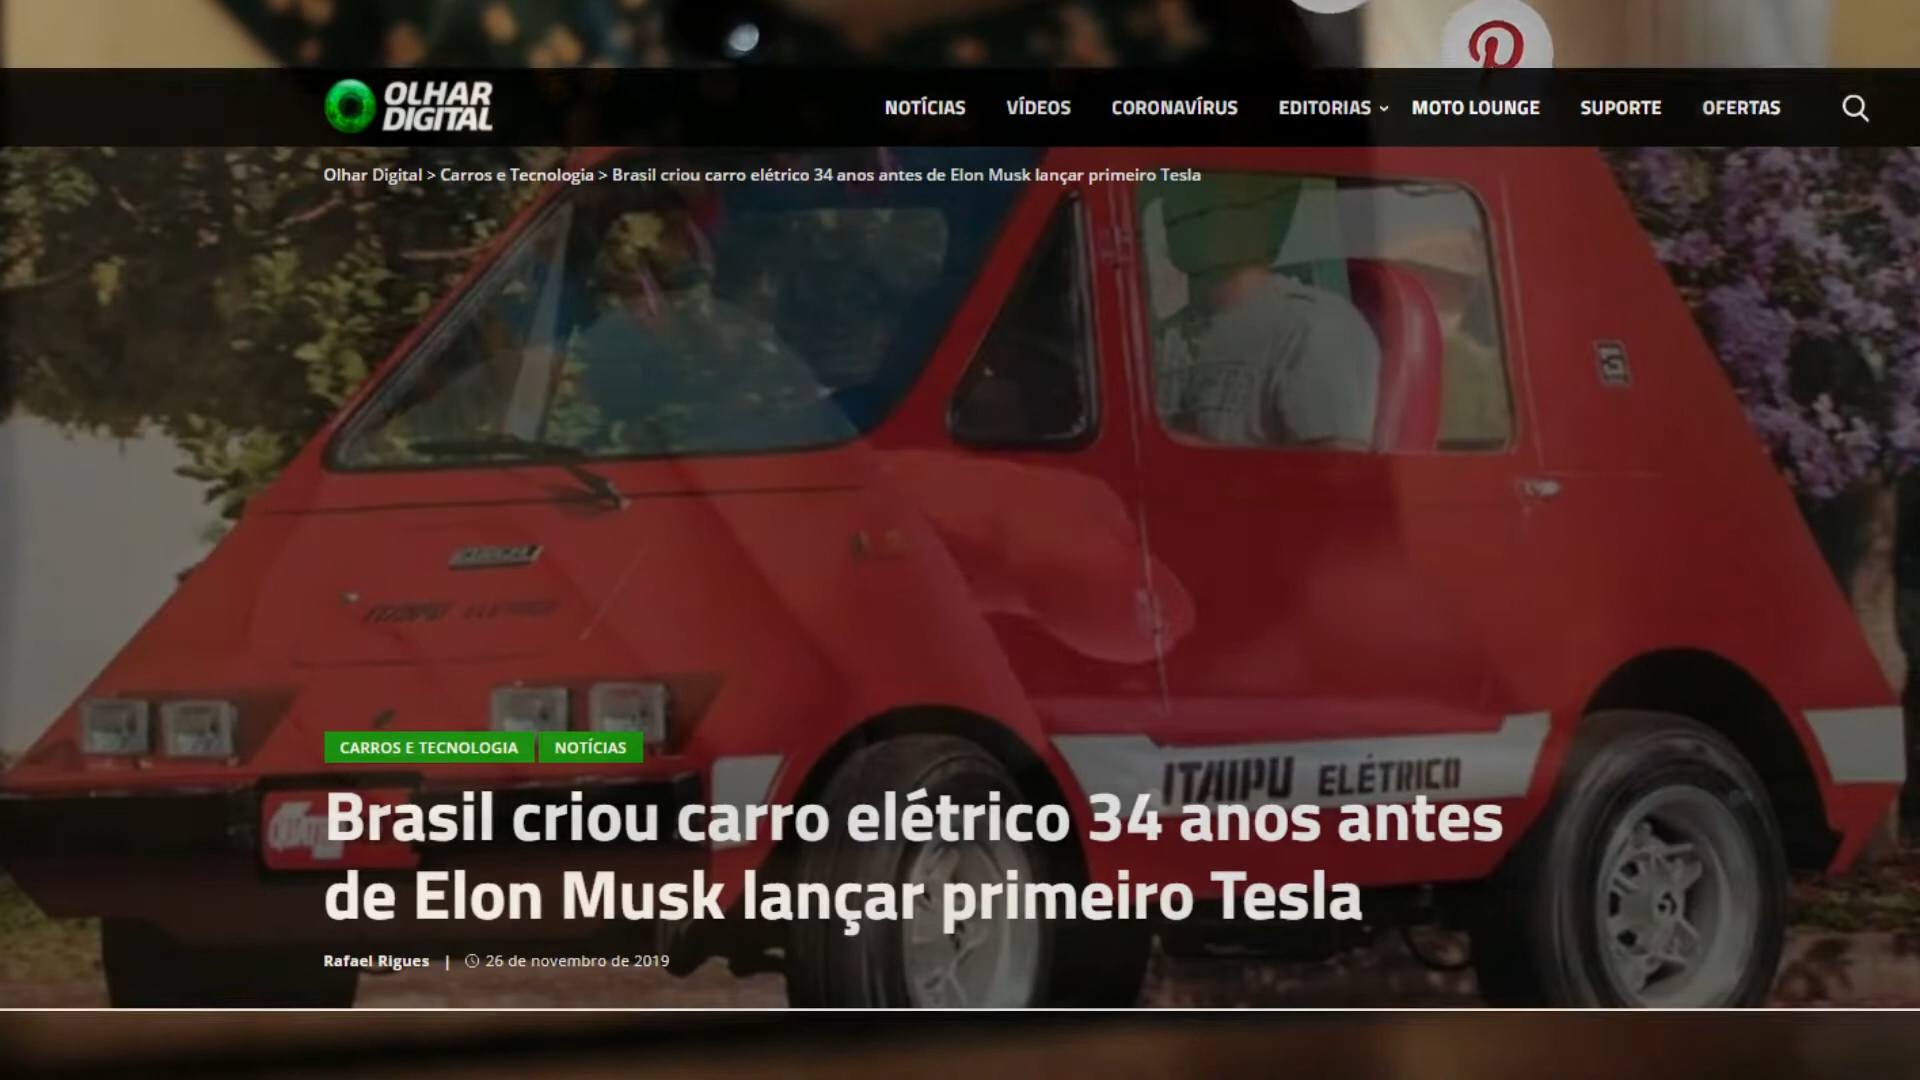 OLHAR
DIGITAL
NOTÍCIAS VÍDEOS CORONAVÍRUS EDITORIAS MOTO LOUNGE SUPORTE OFERTAS
Olhar Digital > Carros e Tecnologia > Brasil criou carro elétrico 34 anos antes de Elon Musk lançar primeiro Tesla
ITAIPU ELÉTRICO
CARROS E TECNOLOGIA NOTÍCIAS
ITAIPU ELÉTRICO
Brasil criou carro elétrico 34 anos antes
de Elon Musk lançar primeiro Tesla
Rafael Rigues | 26 de novembro de 2019